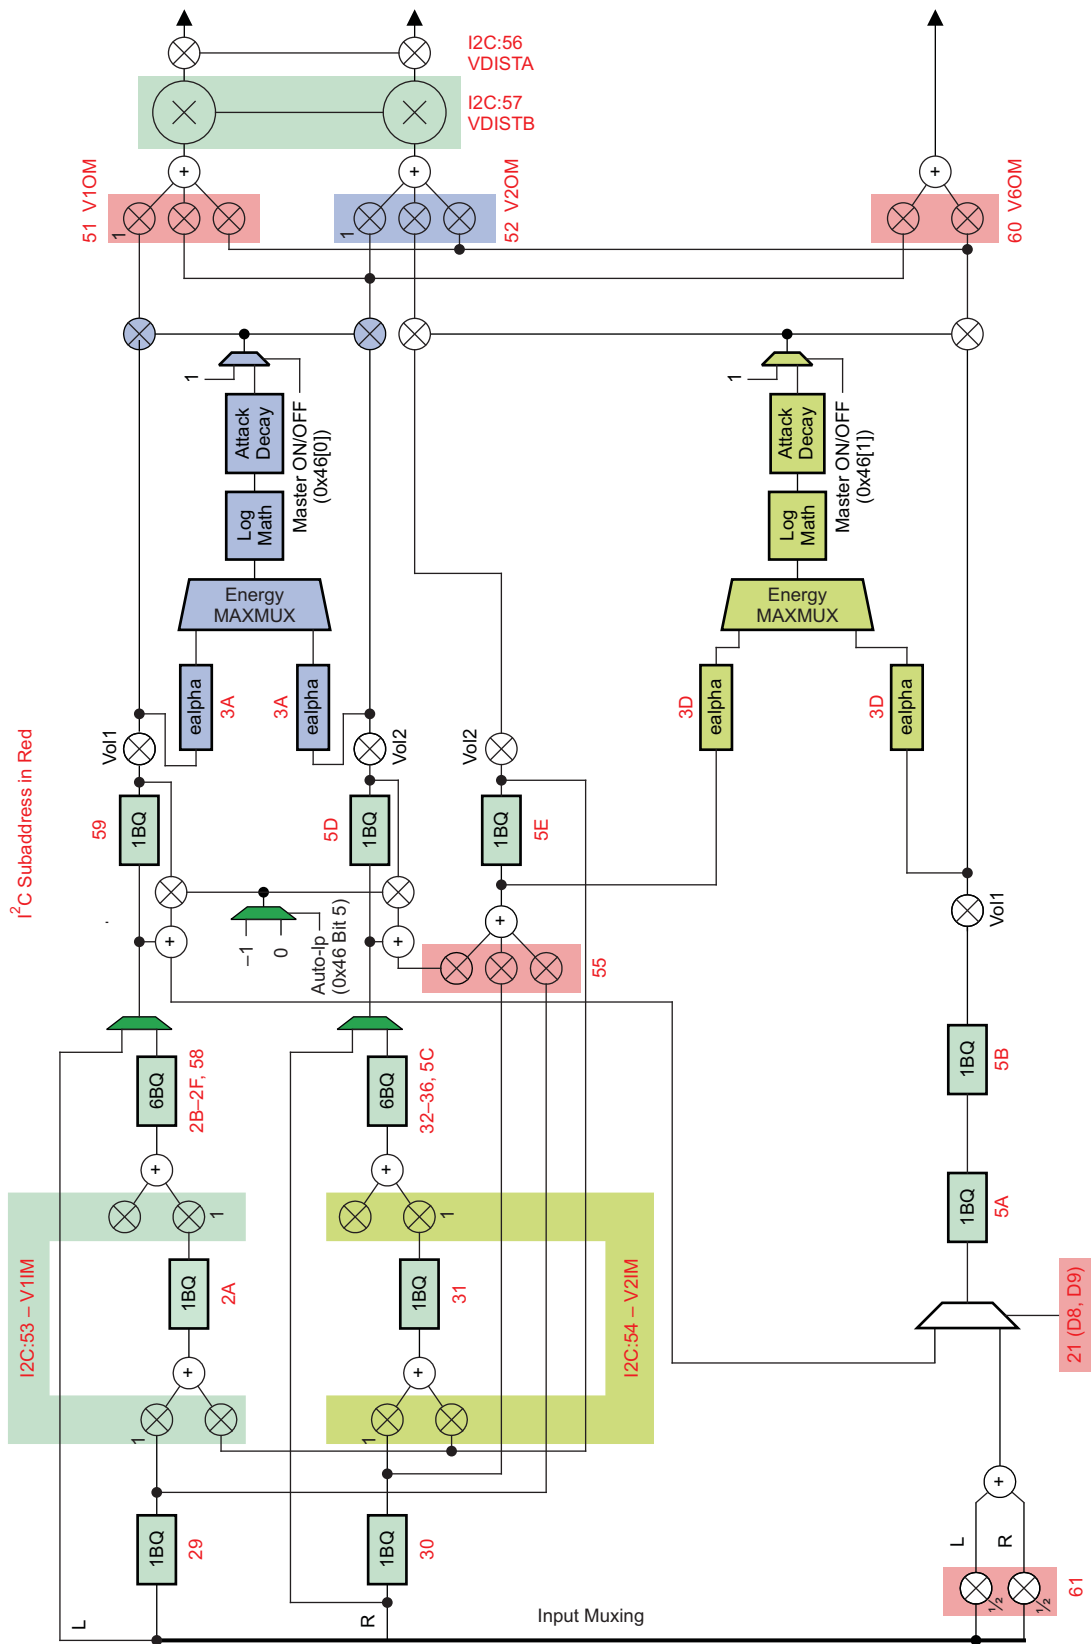 I2C:56
VDISTA
I2C:57
VDISTB
51 V1OM
1
52 V2OM
1
60 V6OM
1
Attack
Decay
Master ON/OFF
(0x46[0])
Log
Math
Energy
MAXMUX
ealpha
3A
ealpha
3A
1
Attack
Decay
Master ON/OFF
(0x46[1])
Log
Math
Energy
MAXMUX
ealpha
3D
ealpha
3D
I²C Subaddress in Red
Vol1
Vol2
Vol2
1BQ
59
1BQ
5D
1BQ
5E
Vol1
–1
0
Auto-lp
(0x46 Bit 5)
55
6BQ
2B–2F, 58
6BQ
32–36, 5C
1BQ
5B
1BQ
5A
I2C:53 – V1IM
1
1BQ
2A
1
I2C:54 – V2IM
1
1BQ
31
1
21 (D8, D9)
1BQ
29
1BQ
30
L
R
L
R
½
½
61
Input Muxing